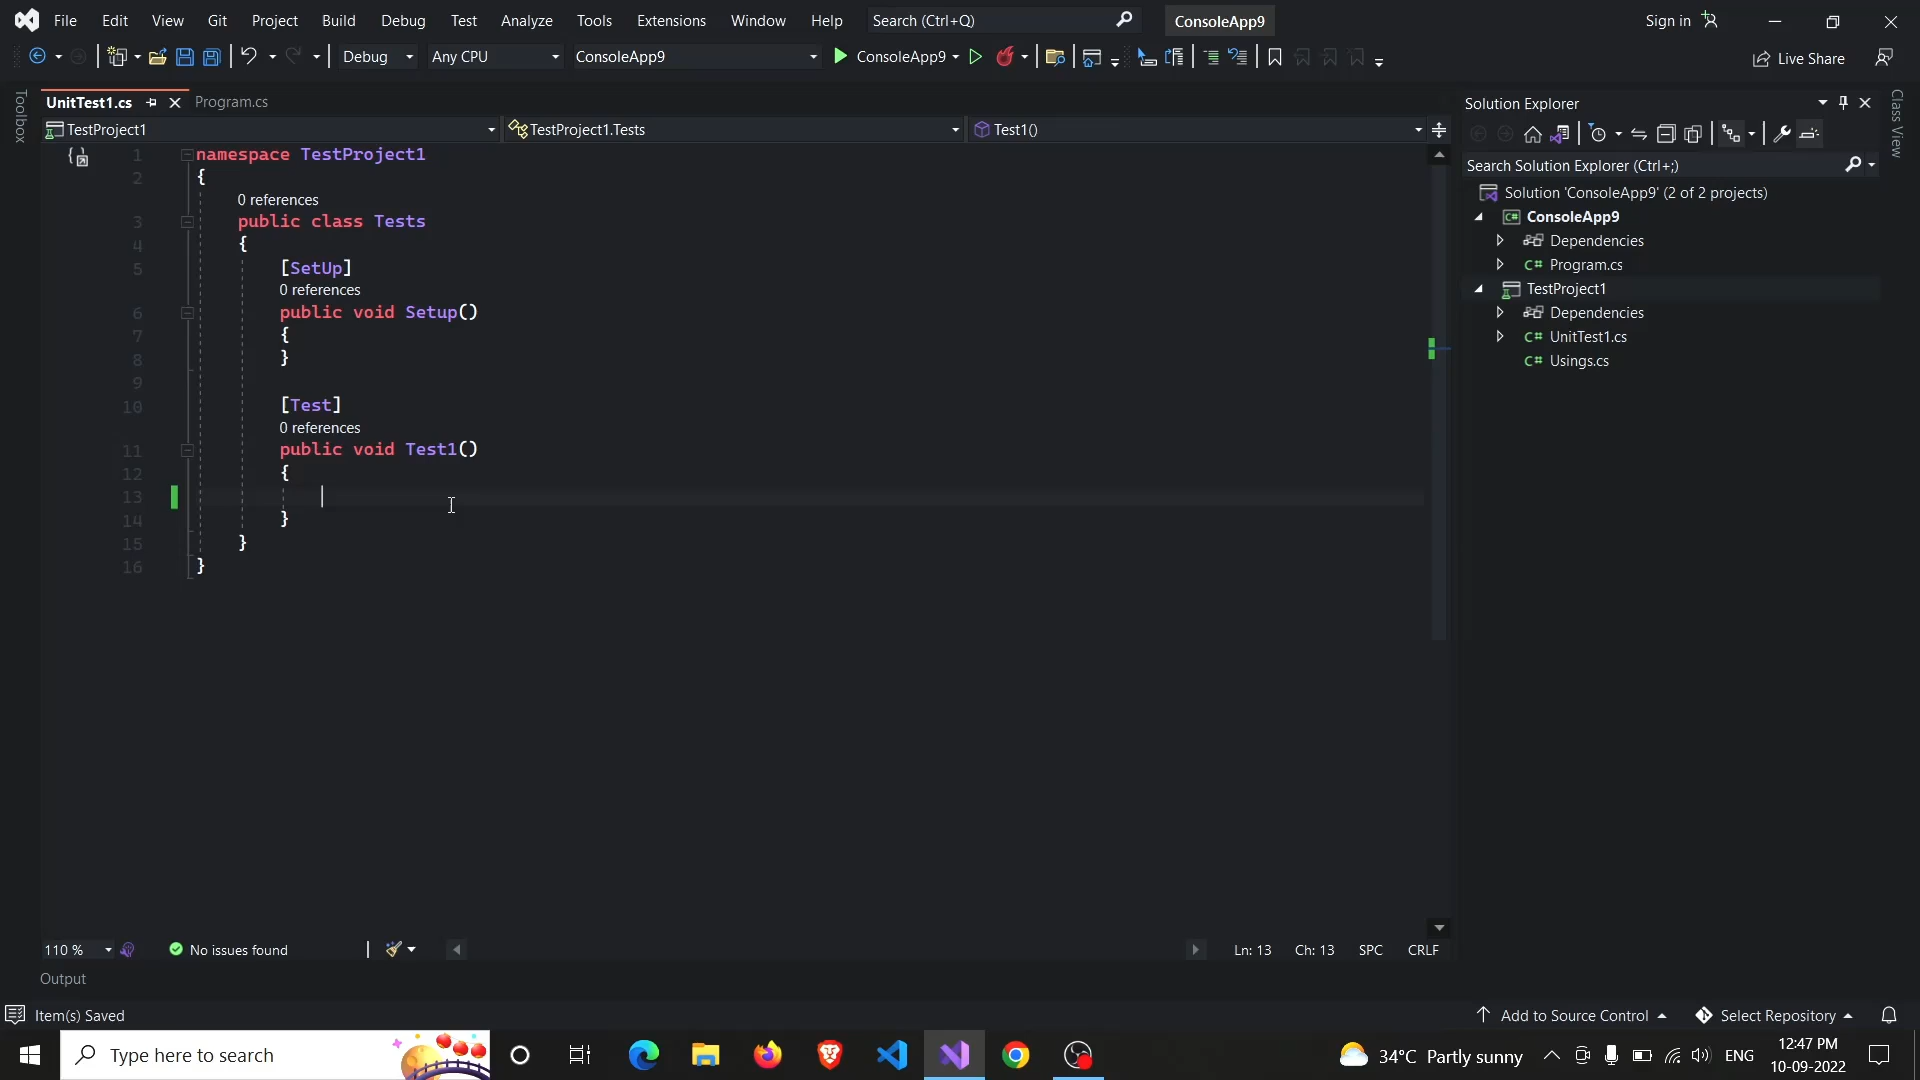 File Edit View Git Project Build Debug Test Analyze Tools Extensions Window Help Search (Ctrl+Q) ConsoleApp9 Sign in
Debug Any CPU ConsoleApp9 ConsoleApp9 Live Share
Toolbox
UnitTest1.cs Program.cs
TestProject1 TestProject1.Tests Test1()
1 namespace TestProject1
2 {
0 references
3 public class Tests
4 {
5 [SetUp]
0 references
6 public void Setup()
7 {
8 }
9
10 [Test]
0 references
11 public void Test1()
12 {
13
14 }
15 }
16 }
Solution Explorer
Search Solution Explorer (Ctrl+;)
Solution 'ConsoleApp9' (2 of 2 projects)
C# ConsoleApp9
Dependencies
C# Program.cs
TestProject1
Dependencies
C# UnitTest1.cs
C# Usings.cs
Class View
110 % No issues found Ln: 13 Ch: 13 SPC CRLF
Output
Item(s) Saved Add to Source Control Select Repository
Type here to search 34°C Partly sunny ENG 12:47 PM
10-09-2022